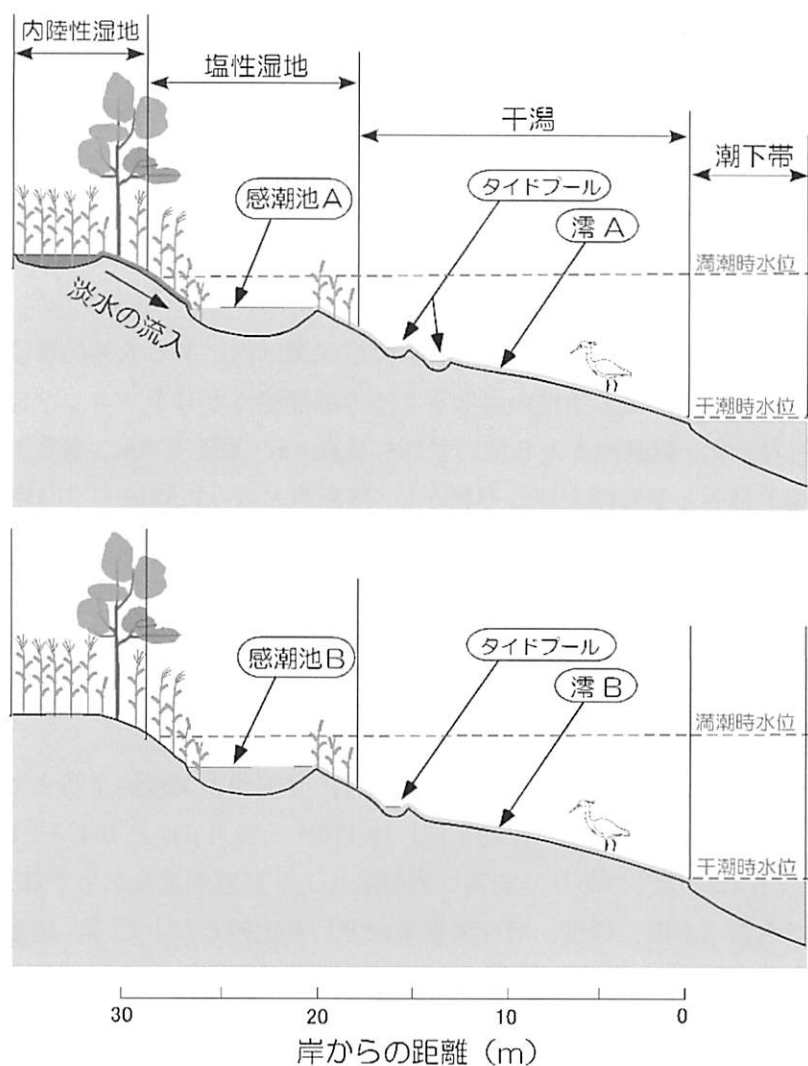 内陸性湿地
塩性湿地
干潟
潮下帯
感潮池A
タイドプール
澪 A
満潮時水位
淡水の流入
干潮時水位
感潮池B
タイドプール
澪 B
満潮時水位
干潮時水位
30
20
10
0
岸からの距離（m）